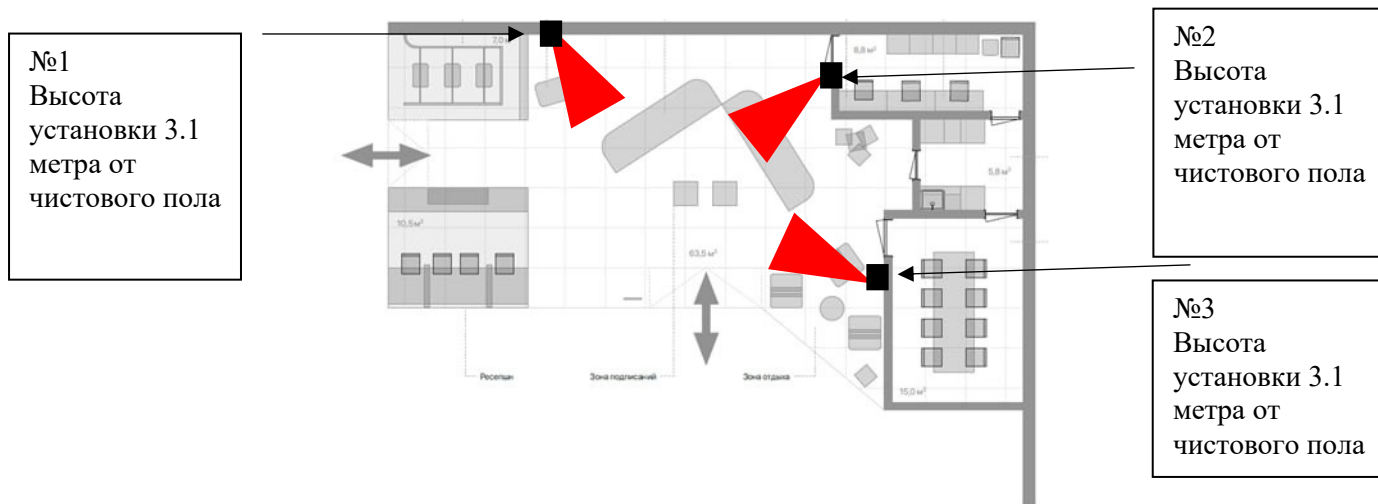 №1
Высота
установки 3.1
метра от
чистового пола
№2
Высота
установки 3.1
метра от
чистового пола
№3
Высота
установки 3.1
метра от
чистового пола
7,0 м
8,8 м²
5,8 м²
10,5 м²
63,5 м²
15,0 м²
Ресепшн
Зона подписаний
Зона отдыха